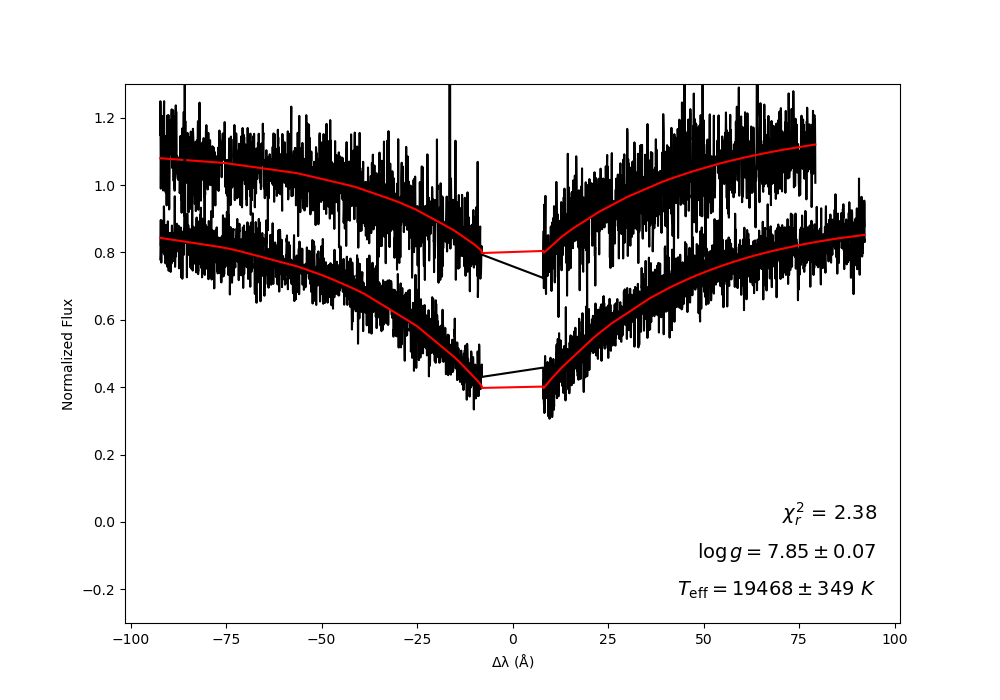 1.2
1.0
0.8
0.6
0.4
0.2
0.0
−0.2
Normalized Flux
χ²ᵣ = 2.38
log g = 7.85 ± 0.07
T_eff = 19468 ± 349 K
−100 −75 −50 −25 0 25 50 75 100
Δλ (Å)